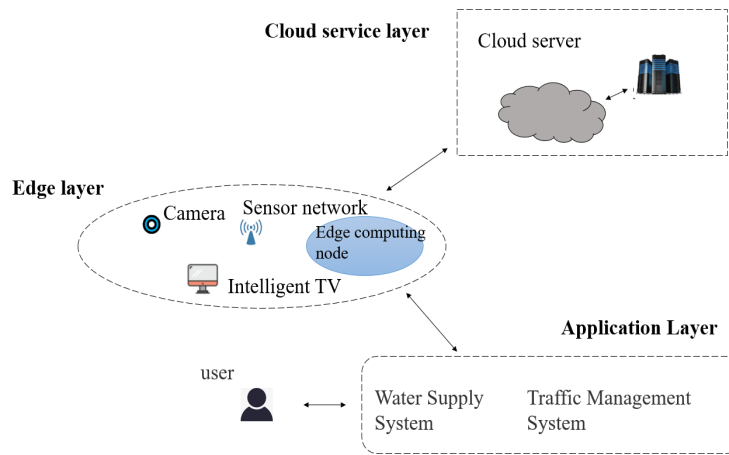 Cloud service layer
Cloud server
Edge layer
Camera
Sensor network
Edge computing
node
Intelligent TV
Application Layer
user
Water Supply
System
Traffic Management
System